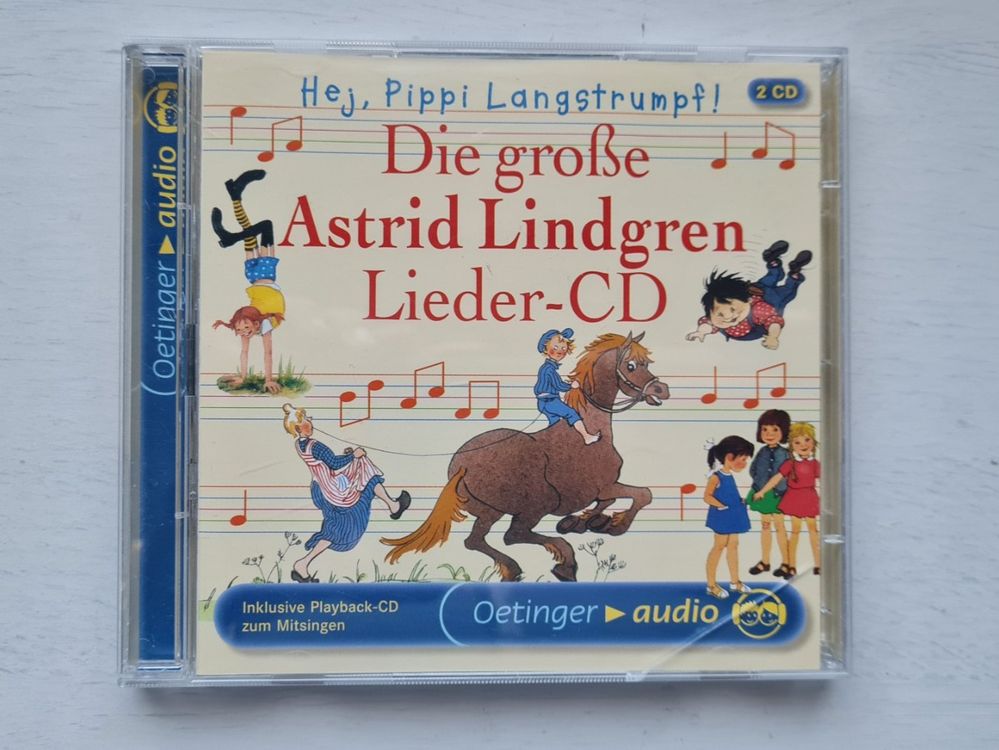 Hej, Pippi Langstrumpf!
2 CD
Die große
Astrid Lindgren
Lieder-CD
Inklusive Playback-CD
zum Mitsingen
Oetinger audio
Oetinger audio